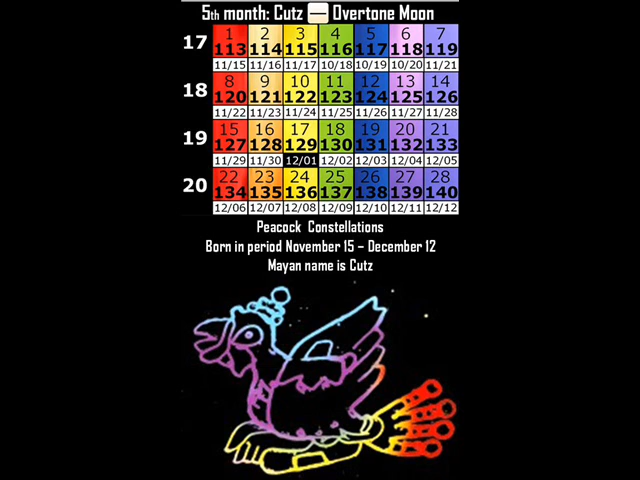 5th month: Cutz — Overtone Moon
17 1 2 3 4 5 6 7
113 114 115 116 117 118 119
11/15 11/16 11/17 10/18 10/19 10/20 11/21
18 8 9 10 11 12 13 14
120 121 122 123 124 125 126
11/22 11/23 11/24 11/25 11/26 11/27 11/28
19 15 16 17 18 19 20 21
127 128 129 130 131 132 133
11/29 11/30 12/01 12/02 12/03 12/04 12/05
20 22 23 24 25 26 27 28
134 135 136 137 138 139 140
12/06 12/07 12/08 12/09 12/10 12/11 12/12
Peacock Constellations
Born in period November 15 – December 12
Mayan name is Cutz